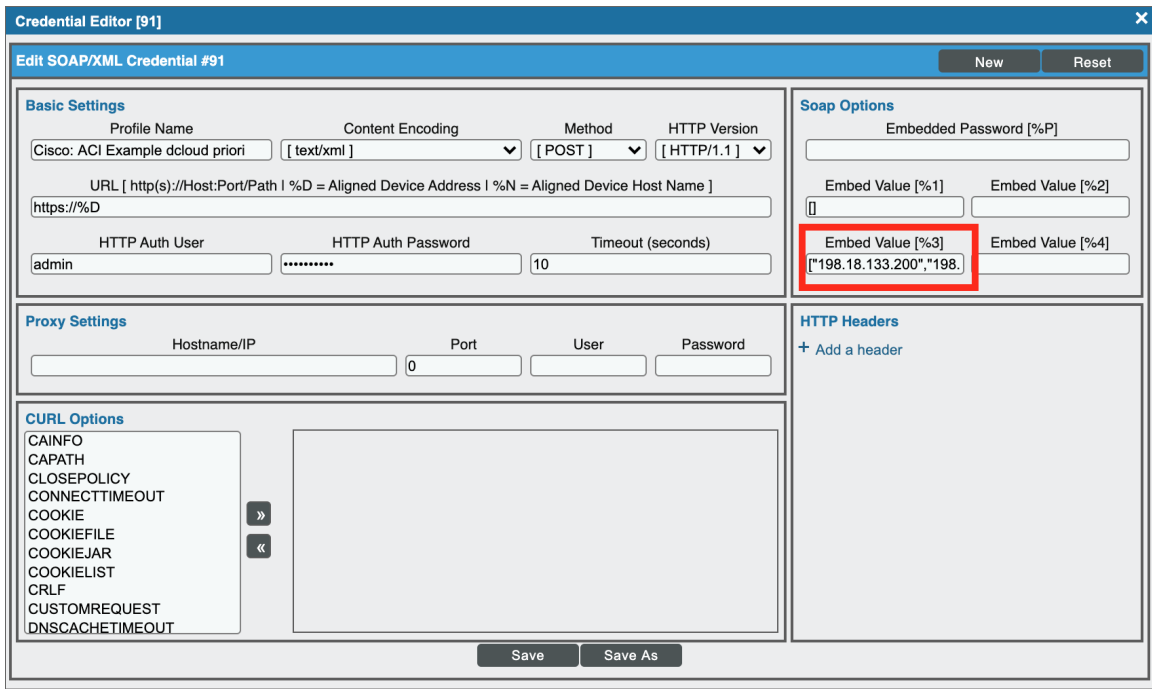 Credential Editor [91]
Edit SOAP/XML Credential #91
New
Reset
Basic Settings
Profile Name
Content Encoding
Method
HTTP Version
Cisco: ACI Example dcloud priori
[ text/xml ]
[ POST ]
[ HTTP/1.1 ]
URL [ http(s)://Host:Port/Path | %D = Aligned Device Address | %N = Aligned Device Host Name ]
https://%D
HTTP Auth User
HTTP Auth Password
Timeout (seconds)
admin
••••••••••
10
Soap Options
Embedded Password [%P]
Embed Value [%1]
Embed Value [%2]
[]
Embed Value [%3]
Embed Value [%4]
["198.18.133.200","198.
Proxy Settings
Hostname/IP
Port
User
Password
0
HTTP Headers
+ Add a header
CURL Options
CAINFO
CAPATH
CLOSEPOLICY
CONNECTTIMEOUT
COOKIE
COOKIEFILE
COOKIEJAR
COOKIELIST
CRLF
CUSTOMREQUEST
DNSCACHETIMEOUT
»
«
Save
Save As